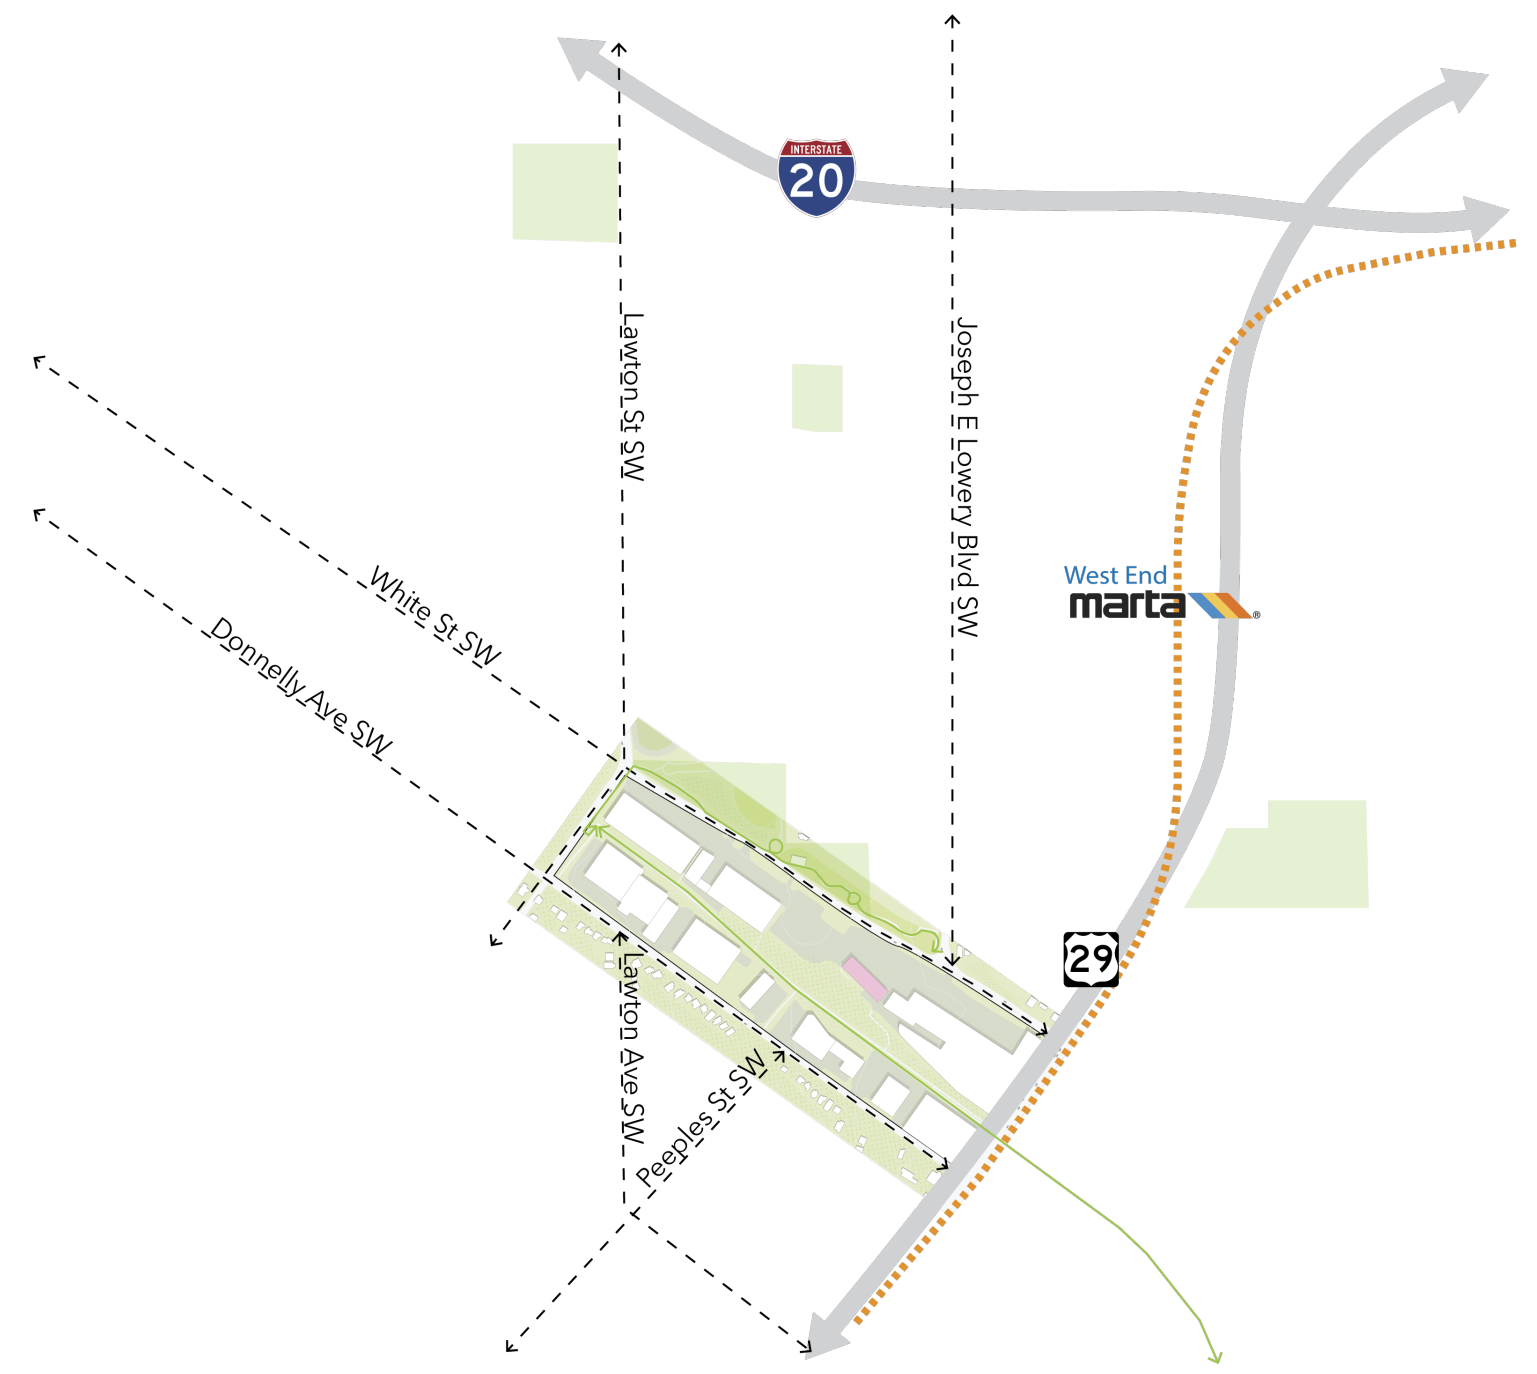 INTERSTATE
20
Lawton St SW
Joseph E Lowery Blvd SW
White St SW
Donnelly Ave SW
West End
marta®
29
Lawton Ave SW
Peeples St SW